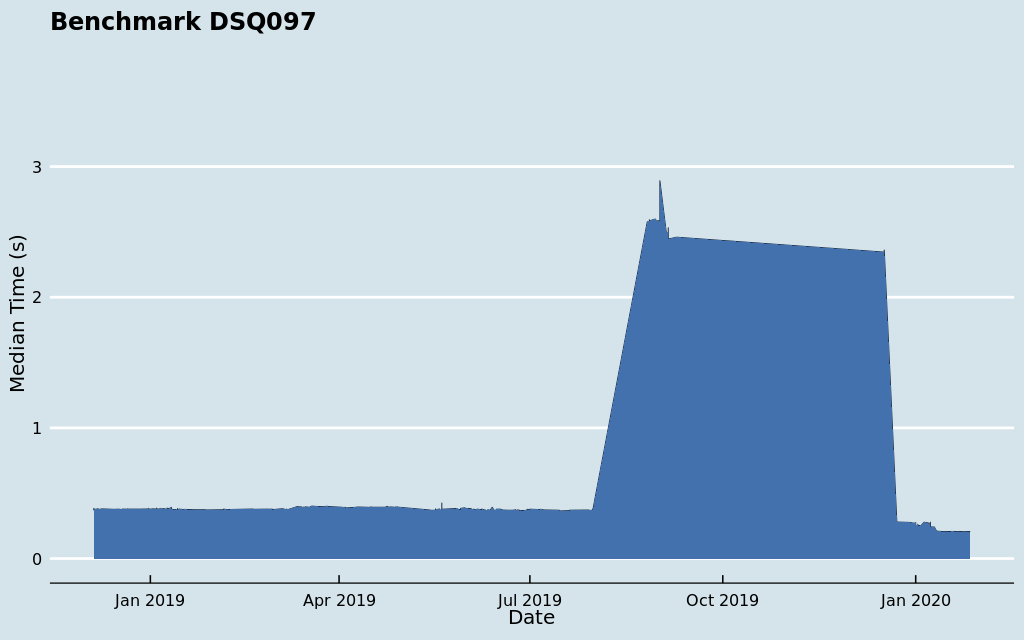 Benchmark DSQ097
Median Time (s)
3
2
1
0
Jan 2019
Apr 2019
Jul 2019
Oct 2019
Jan 2020
Date